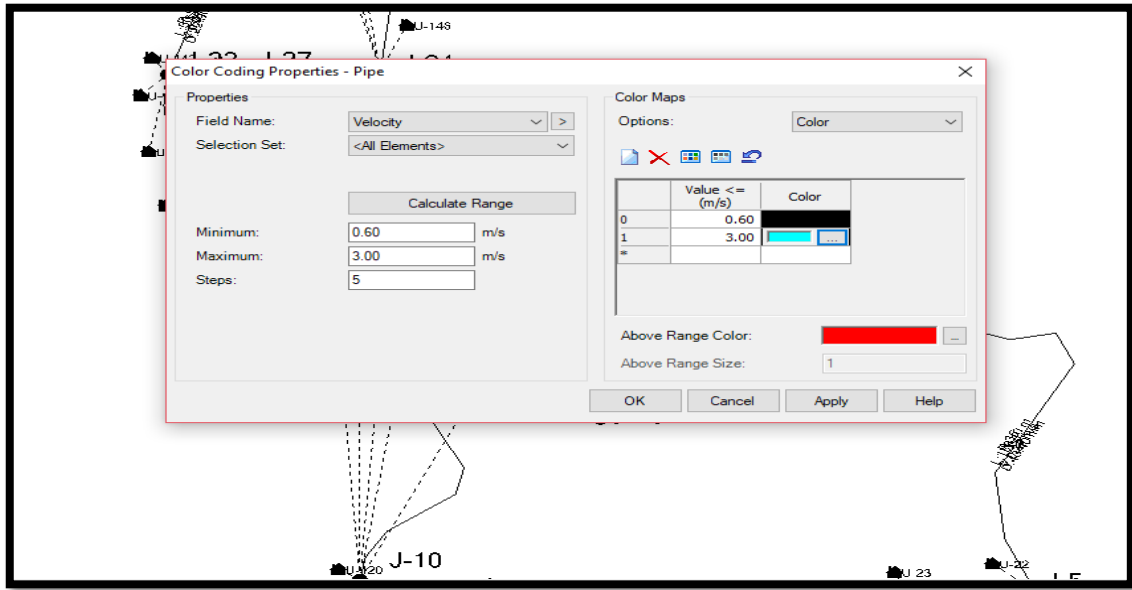 U-148
J-27
Color Coding Properties - Pipe
Properties
Field Name:
Velocity
>
Selection Set:
<All Elements>
Calculate Range
Minimum:
0.60
m/s
Maximum:
3.00
m/s
Steps:
5
Color Maps
Options:
Color
Value <=
(m/s)
Color
0
0.60
1
3.00
...
*
Above Range Color:
...
Above Range Size:
1
OK
Cancel
Apply
Help
J-10
U 23
U-22